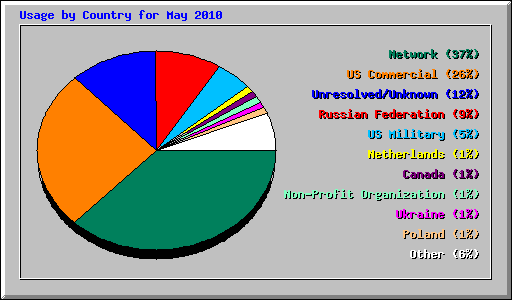 Usage by Country for May 2010
Network (37%)
US Commercial (26%)
Unresolved/Unknown (12%)
Russian Federation (9%)
US Military (5%)
Netherlands (1%)
Canada (1%)
Non-Profit Organization (1%)
Ukraine (1%)
Poland (1%)
Other (6%)